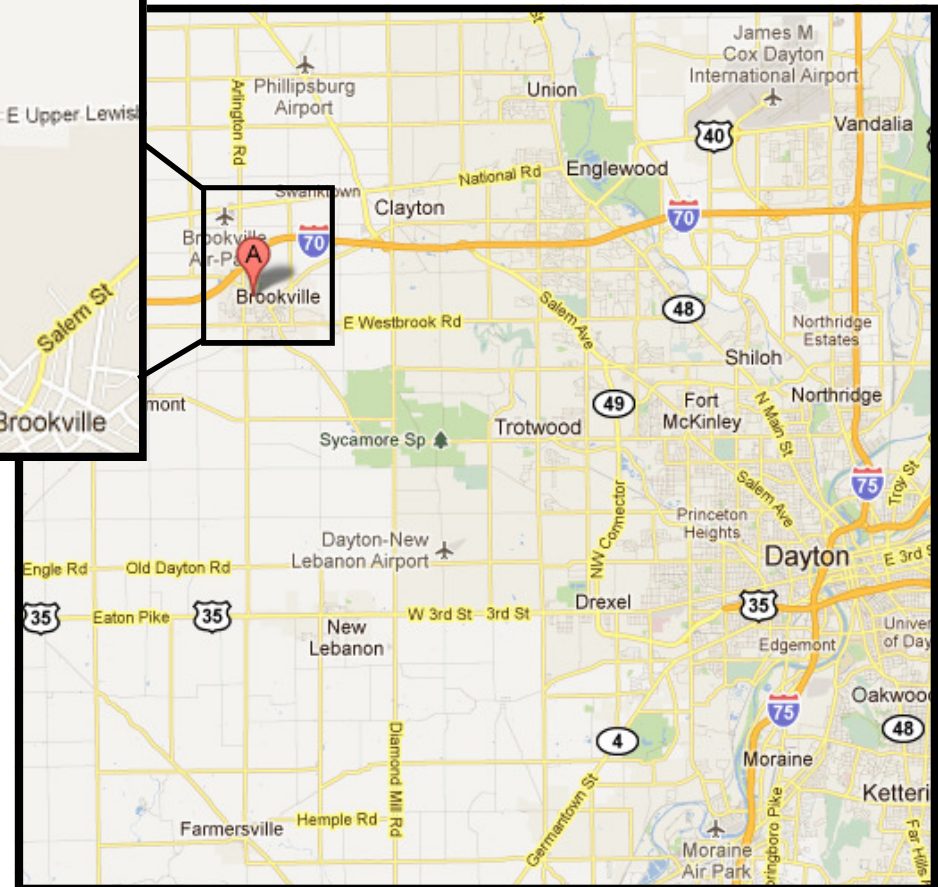 E Upper Lewis
Salem St
Brookville
James M
Cox Dayton
International Airport
Phillipsburg
Airport
Union
Arlington Rd
40
Vandalia
Englewood
National Rd
Swanktown
Clayton
70
70
Brookville
Air-Pa
A
Brookville
E Westbrook Rd
Salem Ave
48
Northridge
Estates
Shiloh
mont
49
Fort
McKinley
N Main St
Northridge
Sycamore Sp
Trotwood
Salem Ave
75
Troy St
NW Connector
Princeton
Heights
Dayton-New
Lebanon Airport
Dayton
E 3rd S
Engle Rd
Old Dayton Rd
35
Eaton Pike
35
W 3rd St
3rd St
Drexel
35
New
Lebanon
Edgemont
Univer
of Day
Oakwoo
75
48
Diamond Mill Rd
4
Moraine
Ketteri
Farmersville
Hemple Rd
Germantown St
Moraine
Air Park
ringboro Pike
Far Hills